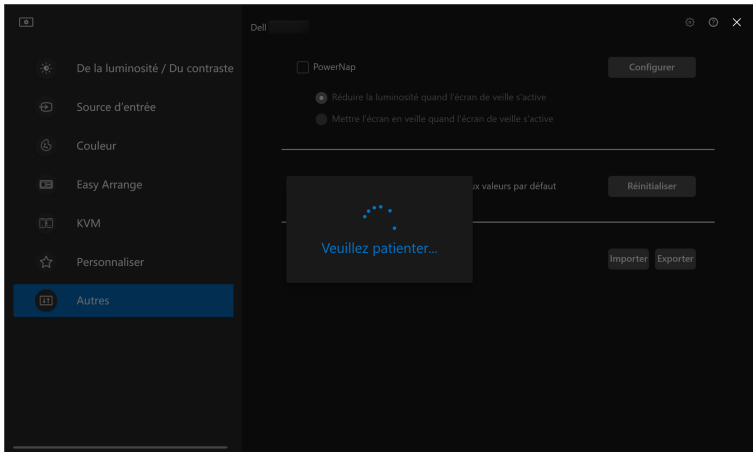 Dell
De la luminosité / Du contraste
Source d'entrée
Couleur
Easy Arrange
KVM
Personnaliser
Autres
PowerNap
Configurer
Réduire la luminosité quand l'écran de veille s'active
Mettre l'écran en veille quand l'écran de veille s'active
ux valeurs par défaut
Réinitialiser
Veuillez patienter...
Importer
Exporter